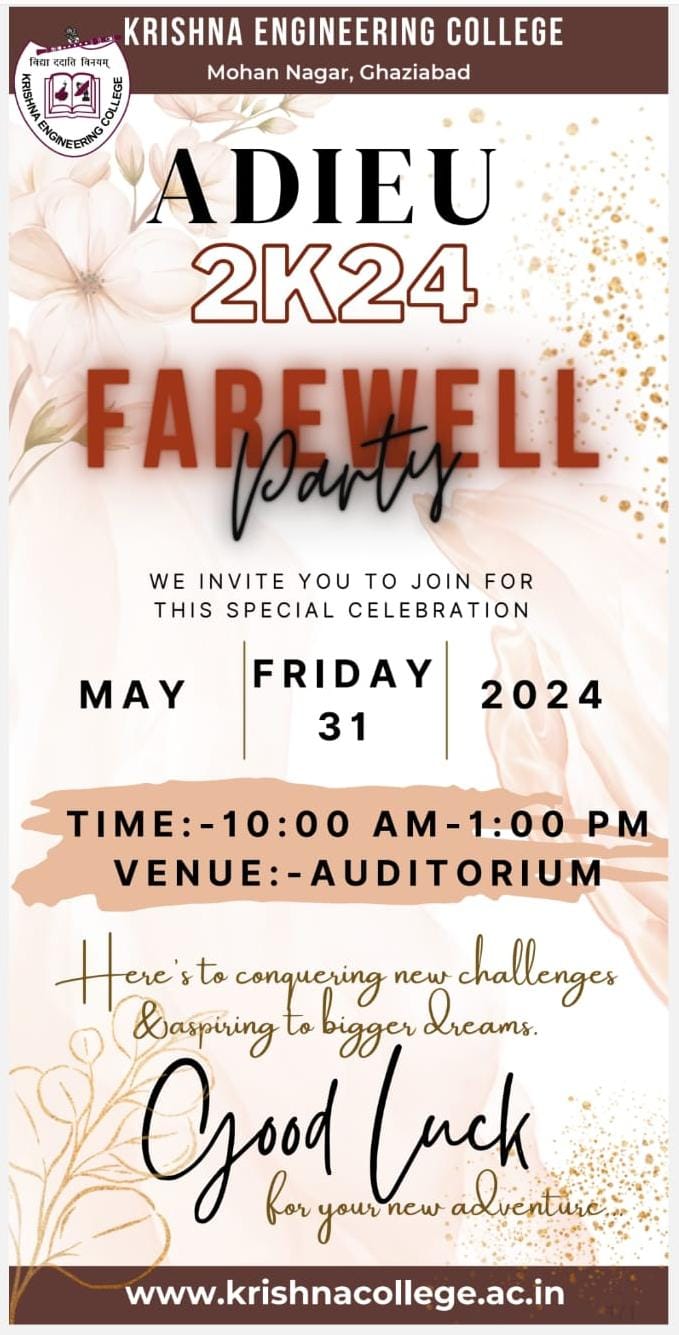 KRISHNA ENGINEERING COLLEGE
Mohan Nagar, Ghaziabad
विद्या ददाति विनयम्
KRISHNA ENGINEERING COLLEGE
ADIEU
2K24
FAREWELL
Party
WE INVITE YOU TO JOIN FOR
THIS SPECIAL CELEBRATION
MAY
FRIDAY
31
2024
TIME:-10:00 AM-1:00 PM
VENUE:-AUDITORIUM
Here's to conquering new challenges
&aspiring to bigger dreams.
Good Luck
for your new adventure...
www.krishnacollege.ac.in
1/1